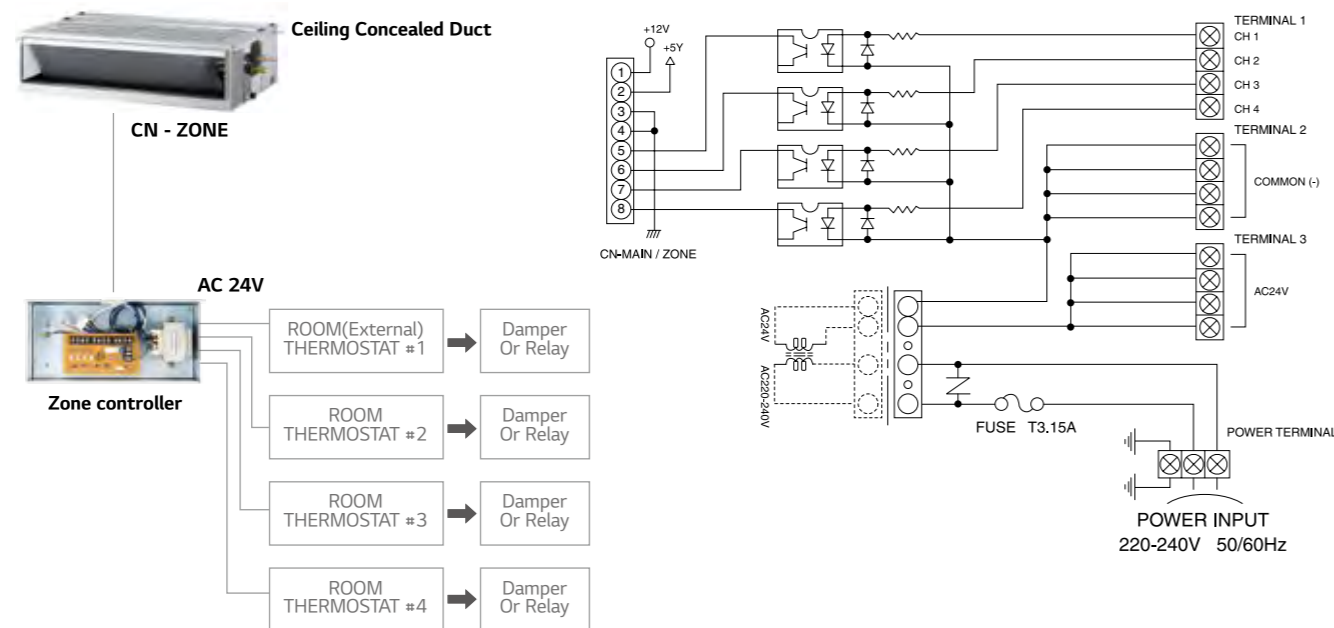 Ceiling Concealed Duct
CN - ZONE
AC 24V
Zone controller
ROOM(External)
THERMOSTAT #1
Damper
Or Relay
ROOM
THERMOSTAT #2
Damper
Or Relay
ROOM
THERMOSTAT #3
Damper
Or Relay
ROOM
THERMOSTAT #4
Damper
Or Relay
+12V
+5Y
1
2
3
4
5
6
7
8
CN-MAIN / ZONE
TERMINAL 1
CH 1
CH 2
CH 3
CH 4
TERMINAL 2
COMMON (-)
TERMINAL 3
AC24V
AC24V
AC220-240V
FUSE T3.15A
POWER TERMINAL
POWER INPUT
220-240V 50/60Hz